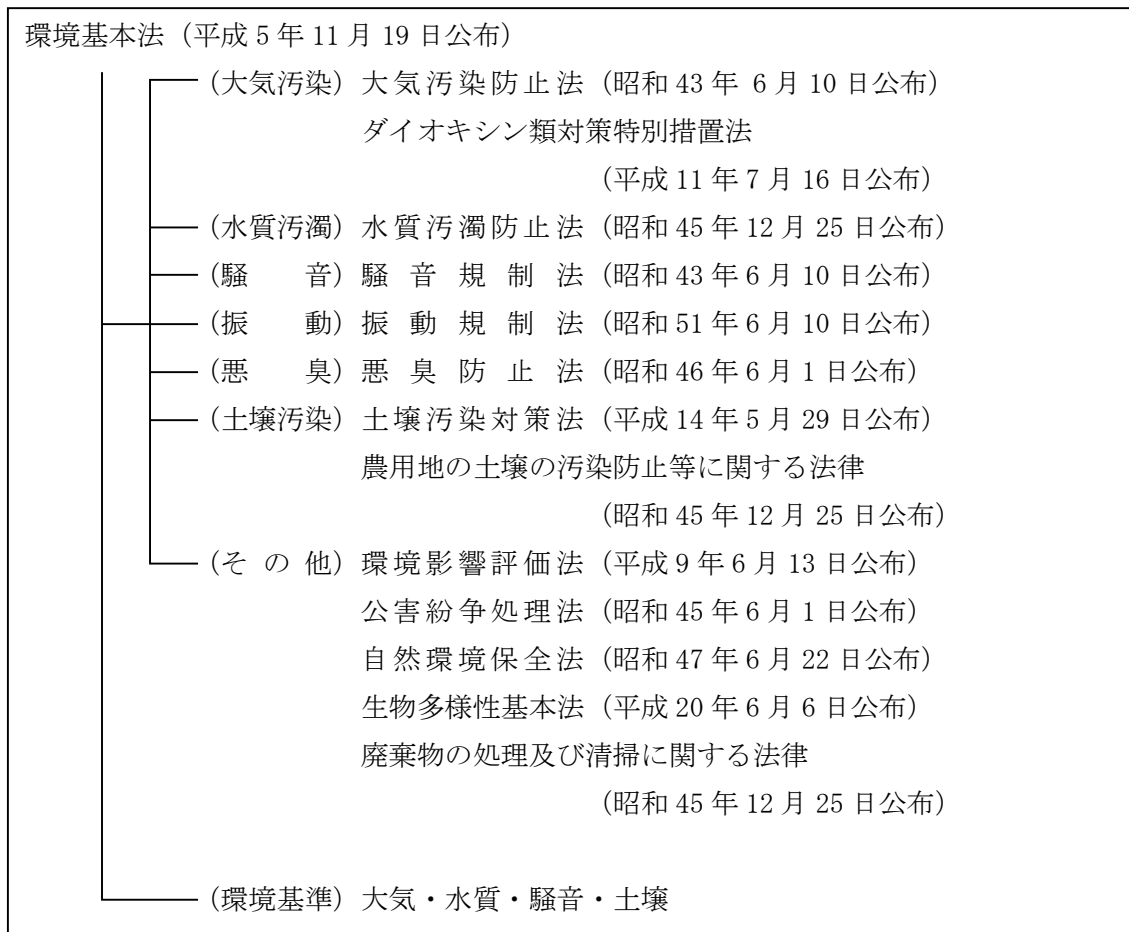 環境基本法（平成5年11月19日公布）
（大気汚染）大気汚染防止法（昭和43年 6月10日公布）
ダイオキシン類対策特別措置法
（平成11年7月16日公布）
（水質汚濁）水質汚濁防止法（昭和45年12月25日公布）
（騒　　音）騒 音 規 制 法（昭和43年6月10日公布）
（振　　動）振 動 規 制 法（昭和51年6月10日公布）
（悪　　臭）悪 臭 防 止 法（昭和46年6月1日公布）
（土壌汚染）土壌汚染対策法（平成14年5月29日公布）
農用地の土壌の汚染防止等に関する法律
（昭和45年12月25日公布）
（そ の 他）環境影響評価法（平成9年6月13日公布）
公害紛争処理法（昭和45年6月1日公布）
自然環境保全法（昭和47年6月22日公布）
生物多様性基本法（平成20年6月6日公布）
廃棄物の処理及び清掃に関する法律
（昭和45年12月25日公布）
（環境基準）大気・水質・騒音・土壌